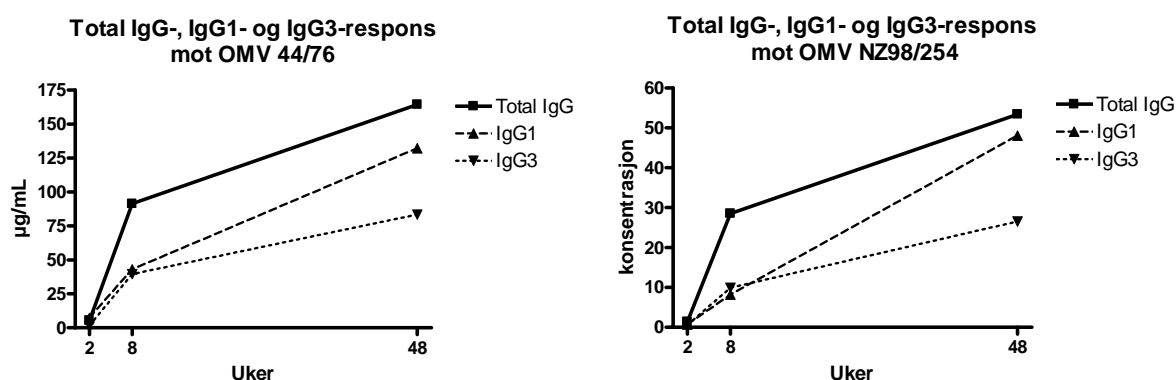 Total IgG-, IgG1- og IgG3-respons
mot OMV 44/76
µg/mL
175
150
125
100
75
50
25
0
2
8
48
Uker
Total IgG
IgG1
IgG3
Total IgG-, IgG1- og IgG3-respons
mot OMV NZ98/254
konsentrasjon
60
50
40
30
20
10
0
2
8
48
Uker
Total IgG
IgG1
IgG3